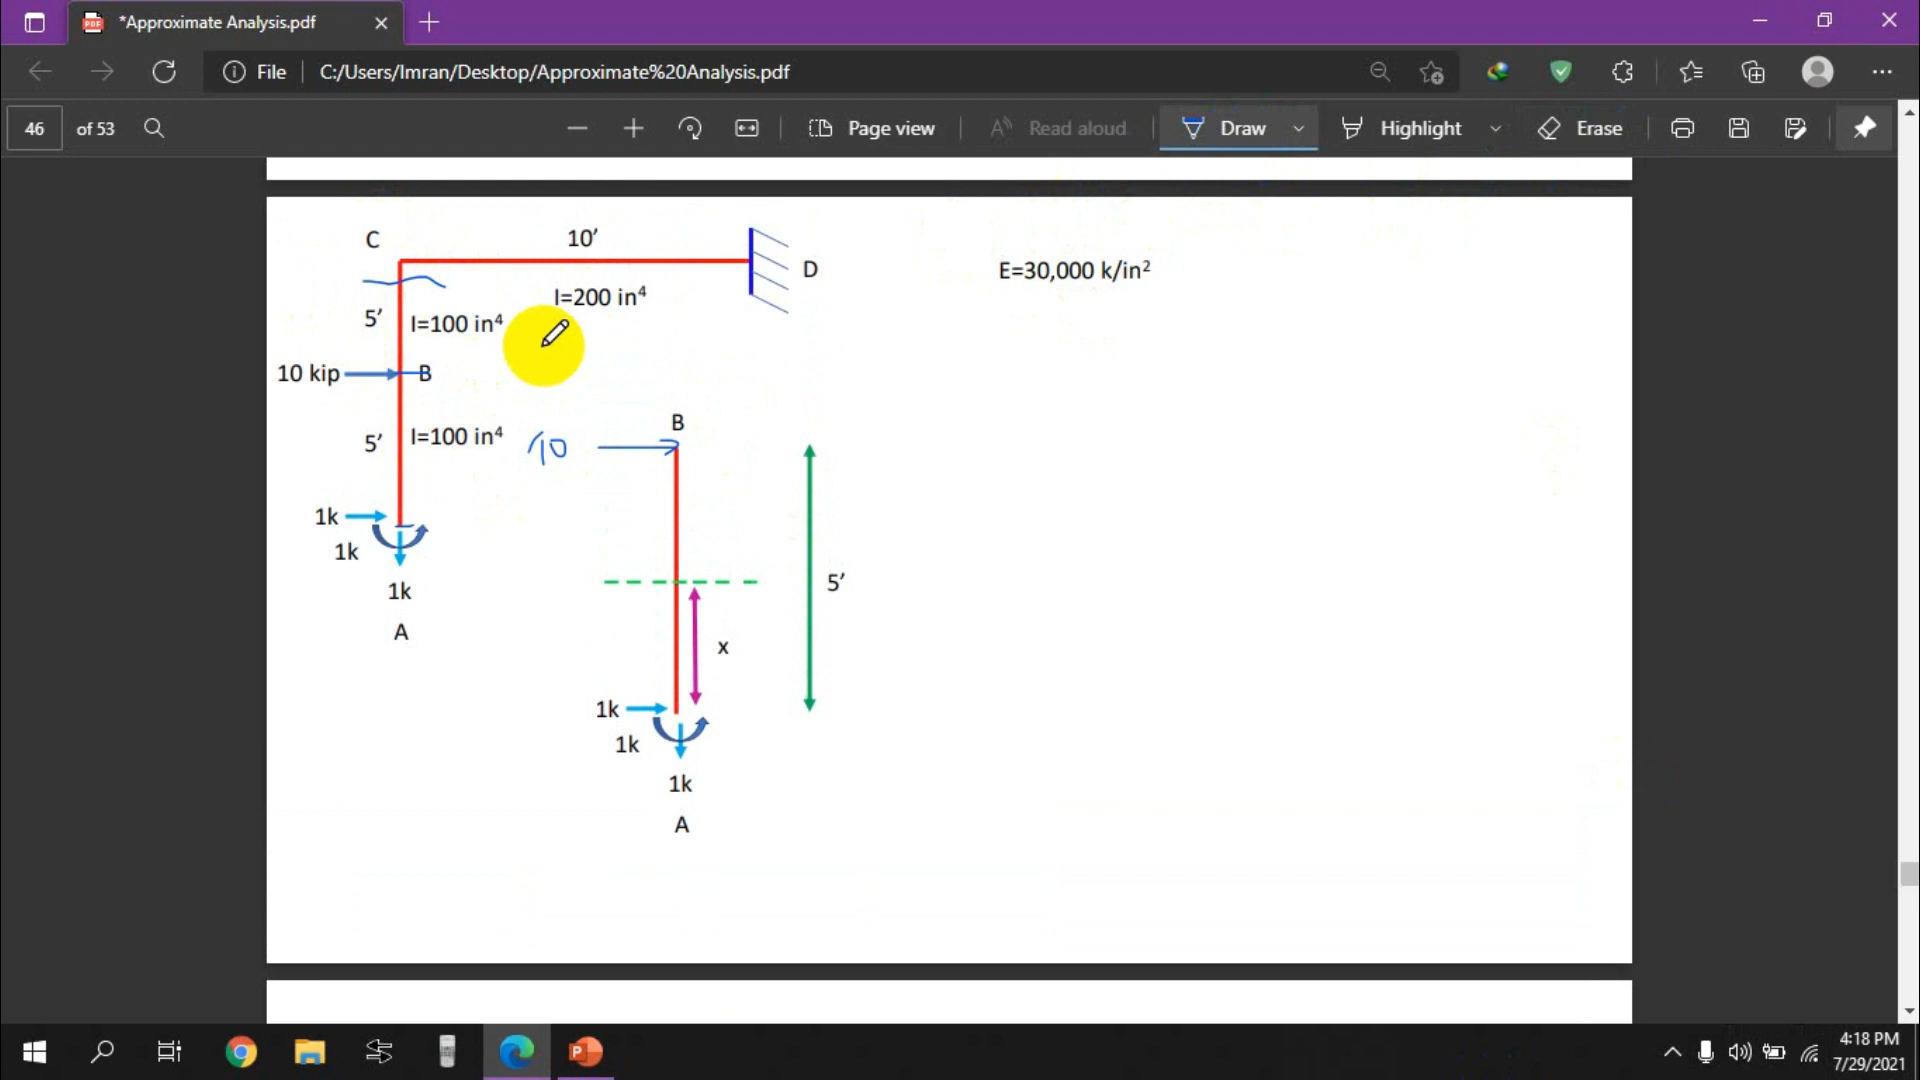 *Approximate Analysis.pdf
File
C:/Users/Imran/Desktop/Approximate%20Analysis.pdf
46 of 53
Page view
Read aloud
Draw
Highlight
Erase
C
10’
D
E=30,000 k/in²
I=200 in⁴
5’
I=100 in⁴
10 kip
B
5’
I=100 in⁴
1k
1k
1k
A
10
B
5’
x
1k
1k
1k
A
4:18 PM
7/29/2021